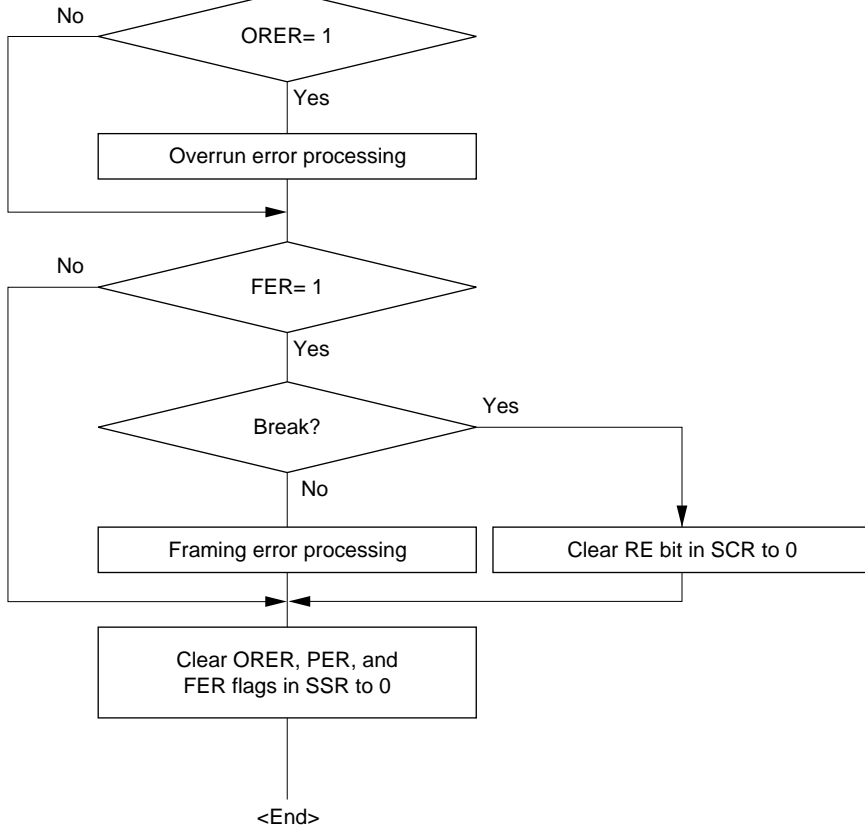 No
ORER= 1
Yes
Overrun error processing
No
FER= 1
Yes
Break?
Yes
No
Framing error processing
Clear RE bit in SCR to 0
Clear ORER, PER, and
FER flags in SSR to 0
<End>